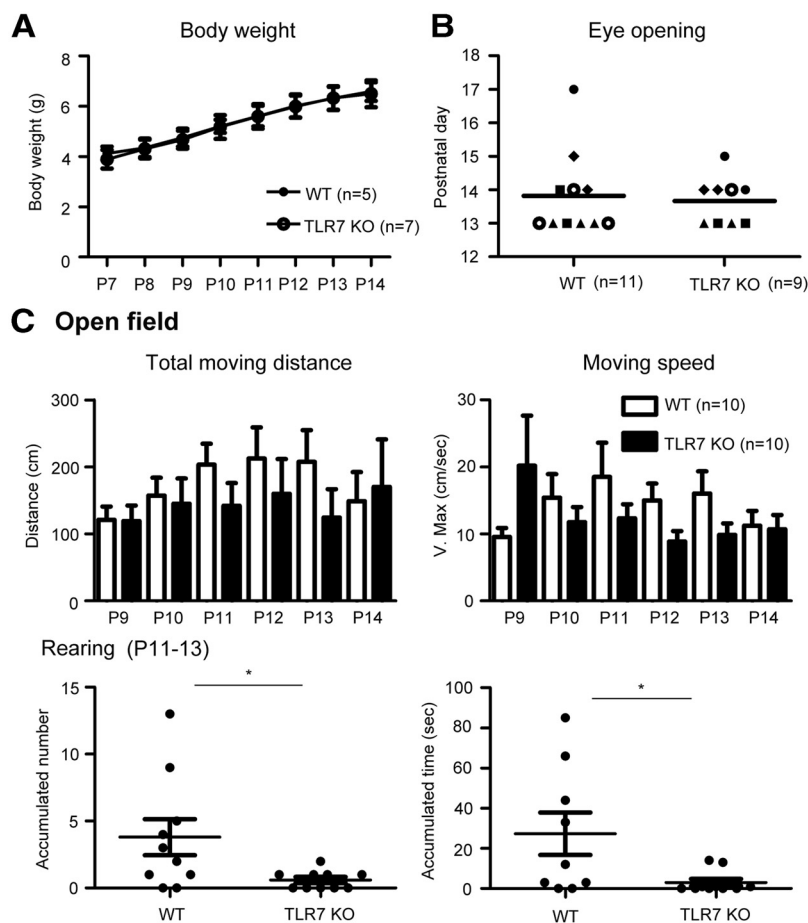 A
Body weight
Body weight (g)
8
6
4
2
0
WT (n=5)
TLR7 KO (n=7)
P7 P8 P9 P10 P11 P12 P13 P14
B
Eye opening
Postnatal day
18
17
16
15
14
13
12
WT (n=11) TLR7 KO (n=9)
C Open field
Total moving distance
Distance (cm)
300
200
100
0
P9 P10 P11 P12 P13 P14
Moving speed
V. Max (cm/sec)
30
20
10
0
WT (n=10)
TLR7 KO (n=10)
P9 P10 P11 P12 P13 P14
Rearing (P11-13)
Accumulated number
15
10
5
0
*
WT TLR7 KO
Accumulated time (sec)
100
80
60
40
20
0
*
WT TLR7 KO